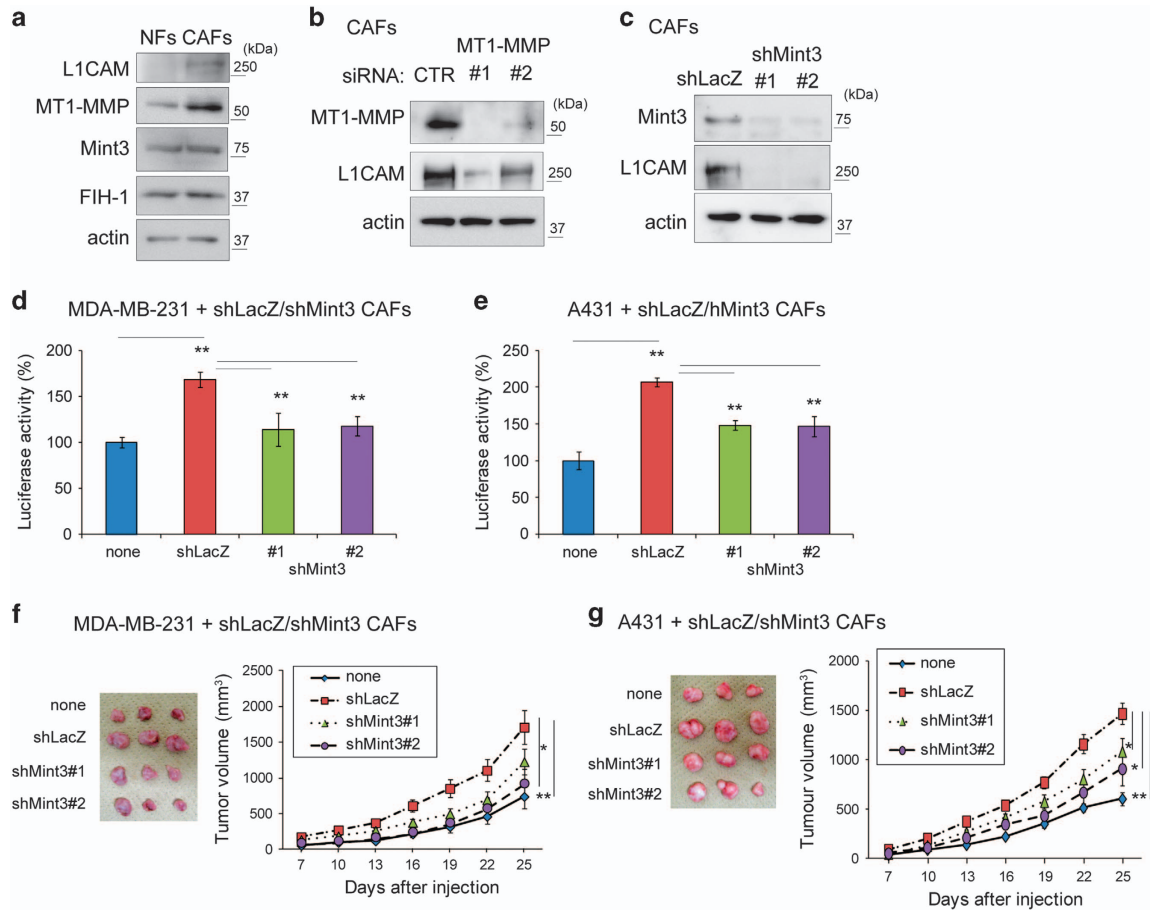 a
NFs CAFs
(kDa)
L1CAM
250
MT1-MMP
50
Mint3
75
FIH-1
37
actin
37
b
CAFs
MT1-MMP
siRNA: CTR #1 #2
(kDa)
MT1-MMP
50
L1CAM
250
actin
37
c
CAFs
shMint3
shLacZ #1 #2
(kDa)
Mint3
75
L1CAM
250
actin
37
d
MDA-MB-231 + shLacZ/shMint3 CAFs
Luciferase activity (%)
200
150
100
50
0
**
**
**
none shLacZ #1 #2
shMint3
e
A431 + shLacZ/hMint3 CAFs
Luciferase activity (%)
250
200
150
100
50
0
**
**
**
none shLacZ #1 #2
shMint3
f
MDA-MB-231 + shLacZ/shMint3 CAFs
none
shLacZ
shMint3#1
shMint3#2
Tumor volume (mm3)
2500
2000
1500
1000
500
0
none
shLacZ
shMint3#1
shMint3#2
*
**
7 10 13 16 19 22 25
Days after injection
g
A431 + shLacZ/shMint3 CAFs
none
shLacZ
shMint3#1
shMint3#2
Tumour volume (mm3)
2000
1500
1000
500
0
none
shLacZ
shMint3#1
shMint3#2
*
*
**
7 10 13 16 19 22 25
Days after injection